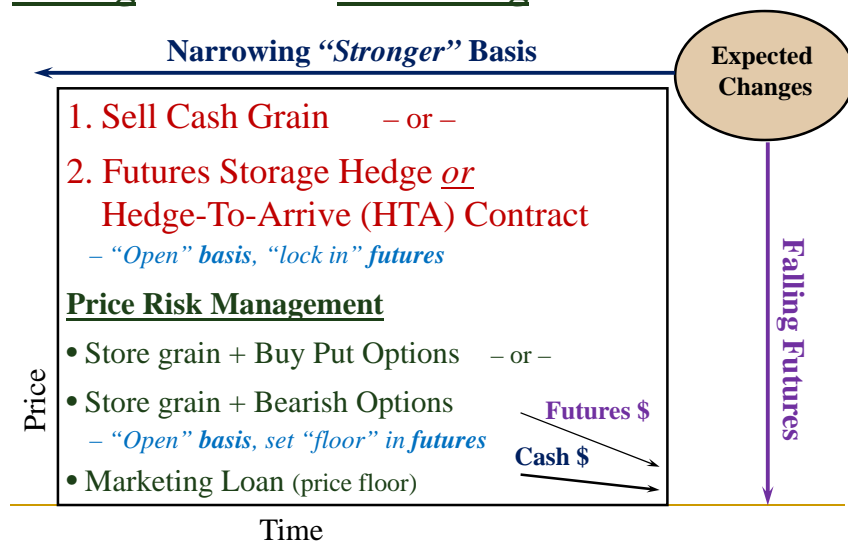 Narrowing “Stronger” Basis
Expected
Changes
1. Sell Cash Grain – or –
2. Futures Storage Hedge or
Hedge-To-Arrive (HTA) Contract
– “Open” basis, “lock in” futures
Price Risk Management
• Store grain + Buy Put Options – or –
• Store grain + Bearish Options
– “Open” basis, set “floor” in futures
• Marketing Loan (price floor)
Futures $
Cash $
Falling Futures
Price
Time